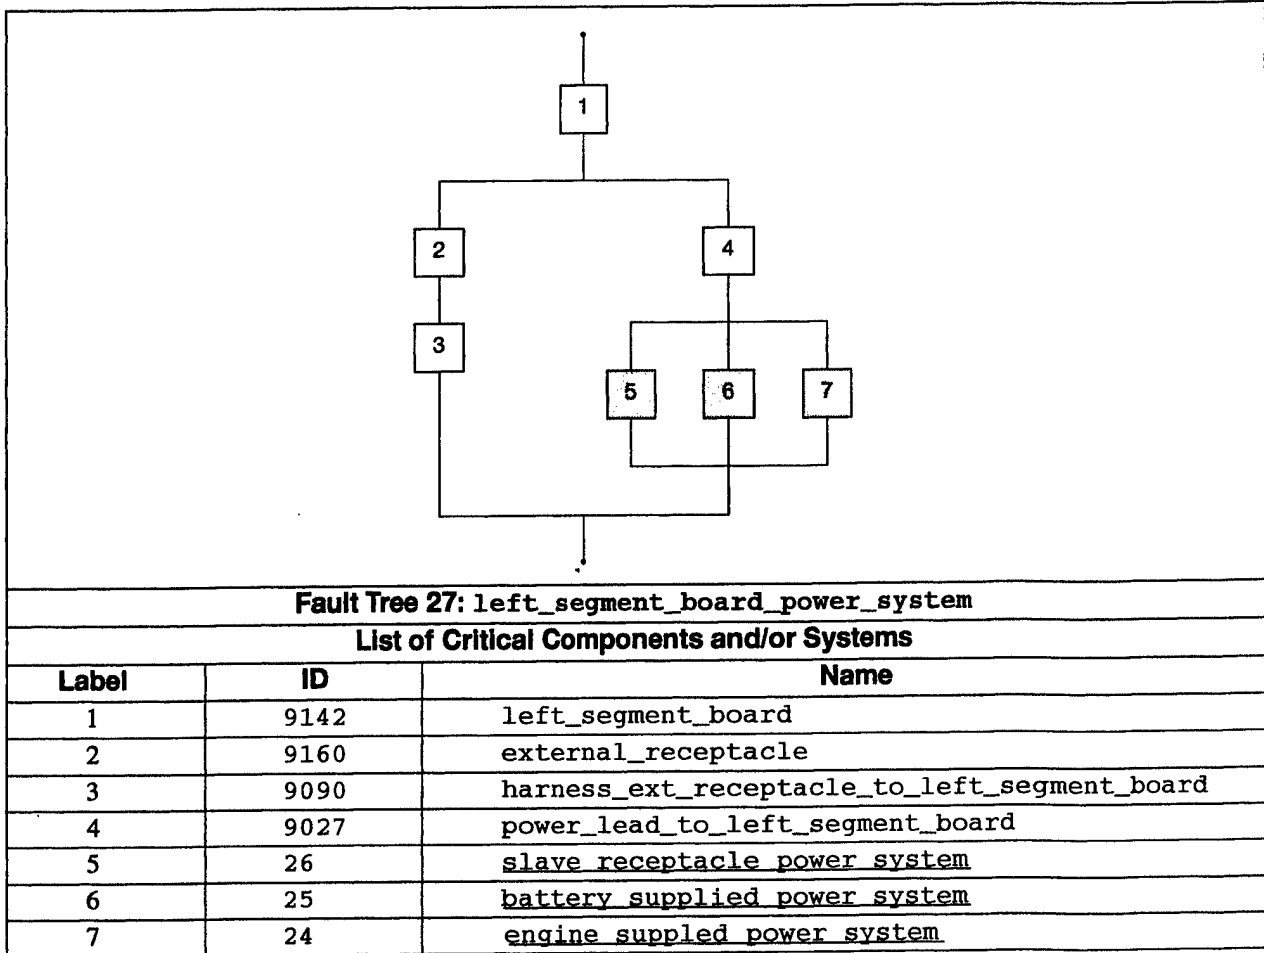 1
2 4
3
5 6 7
Fault Tree 27: left_segment_board_power_system
List of Critical Components and/or Systems
Label ID Name
1 9142 left_segment_board
2 9160 external_receptacle
3 9090 harness_ext_receptacle_to_left_segment_board
4 9027 power_lead_to_left_segment_board
5 26 slave receptacle power system
6 25 battery supplied power system
7 24 engine suppled power system